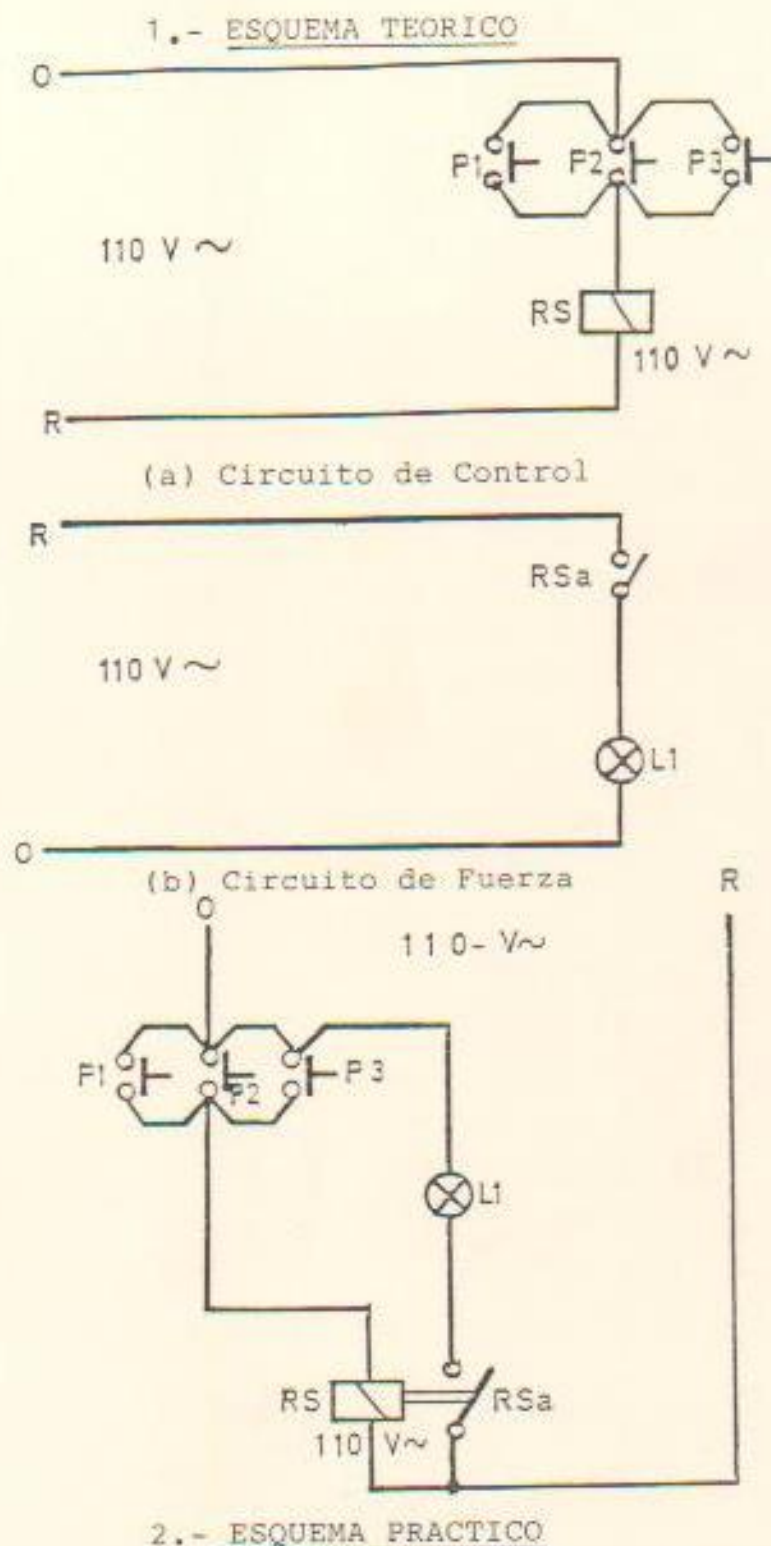 1.- ESQUEMA TEORICO
O
P1 P2 P3
110 V ~
RS
110 V ~
R
(a) Circuito de Control
R
RSa
110 V ~
L1
O
(b) Circuito de Fuerza
R
O
110- V~
P1 P2 P3
L1
RS RSa
110 V~
2.- ESQUEMA PRACTICO